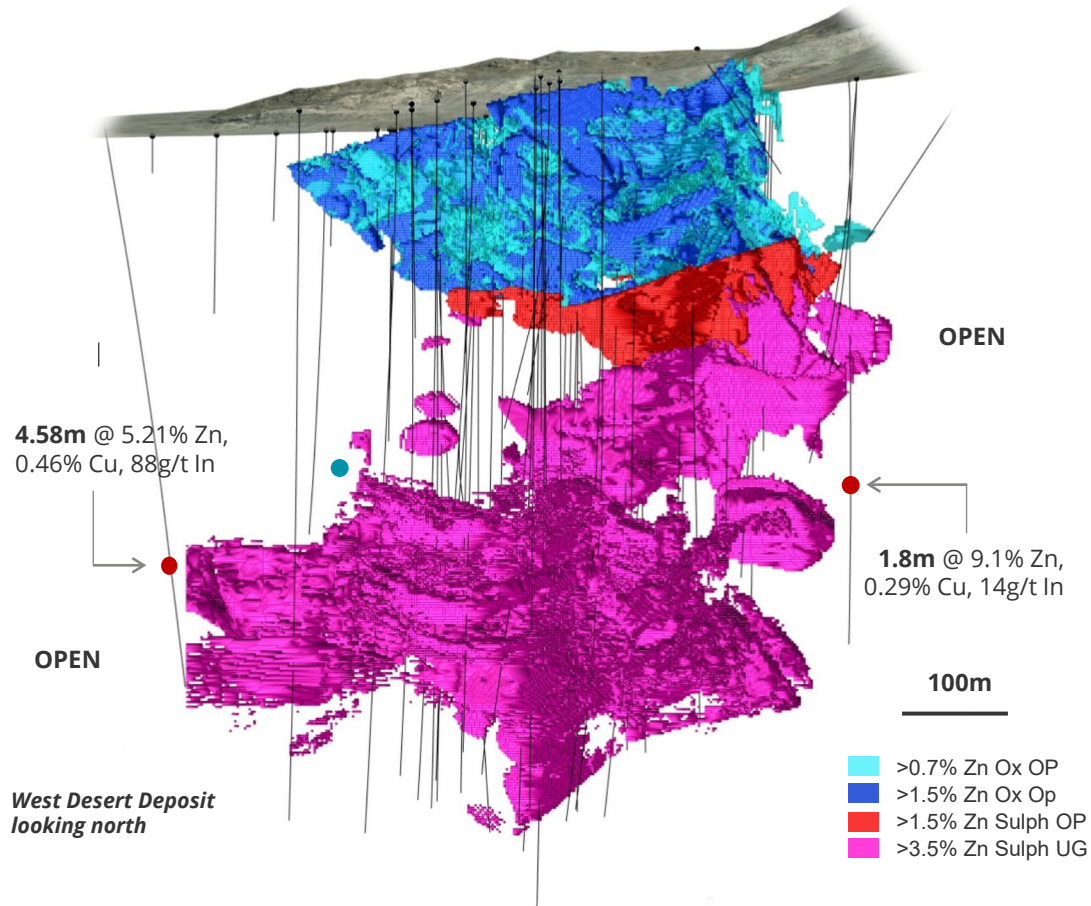 OPEN
4.58m @ 5.21% Zn,
0.46% Cu, 88g/t In
1.8m @ 9.1% Zn,
0.29% Cu, 14g/t In
OPEN
100m
>0.7% Zn Ox OP
>1.5% Zn Ox Op
>1.5% Zn Sulph OP
>3.5% Zn Sulph UG
West Desert Deposit
looking north